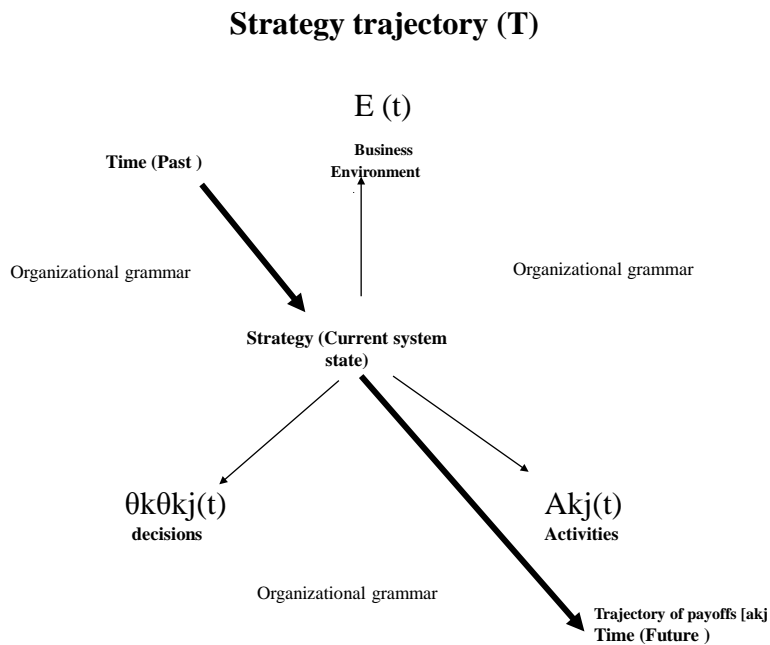 Strategy trajectory (T)
E (t)
Business
Environment
Time (Past )
Organizational grammar
Organizational grammar
Strategy (Current system
state)
θkθkj(t)
decisions
Akj(t)
Activities
Organizational grammar
Trajectory of payoffs [akj
Time (Future )